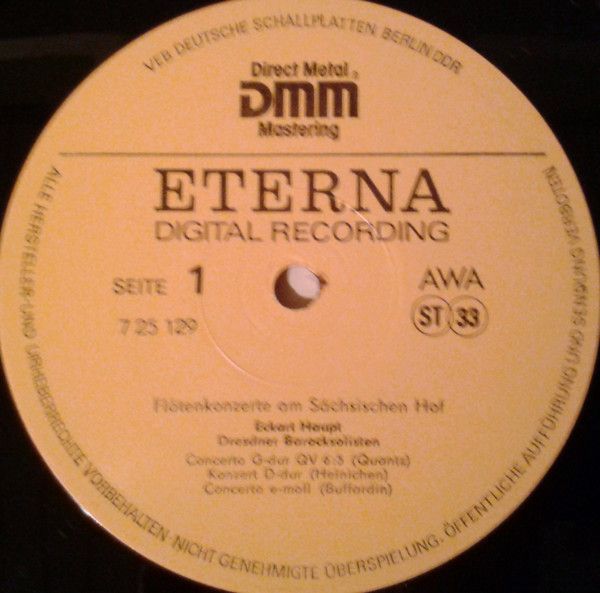 VEB DEUTSCHE SCHALLPLATTEN BERLIN DDR
Direct Metal
DMM
Mastering
ETERNA
DIGITAL RECORDING
SEITE 1
AWA
7 25 129
ST 33
Flötenkonzerte am Sächsischen Hof
Eckart Haupt
Dresdner Barocksolisten
Concerto G-dur QV 6:5 (Quantz)
Konzert D-dur (Heinichen)
Concerto e-moll (Buffardin)
ALLE HERSTELLER- UND URHEBERRECHTE VORBEHALTEN · NICHT GENEHMIGTE ÜBERSPIELUNG, ÖFFENTLICHE AUFFÜHRUNG UND SENDUNG VERBOTEN